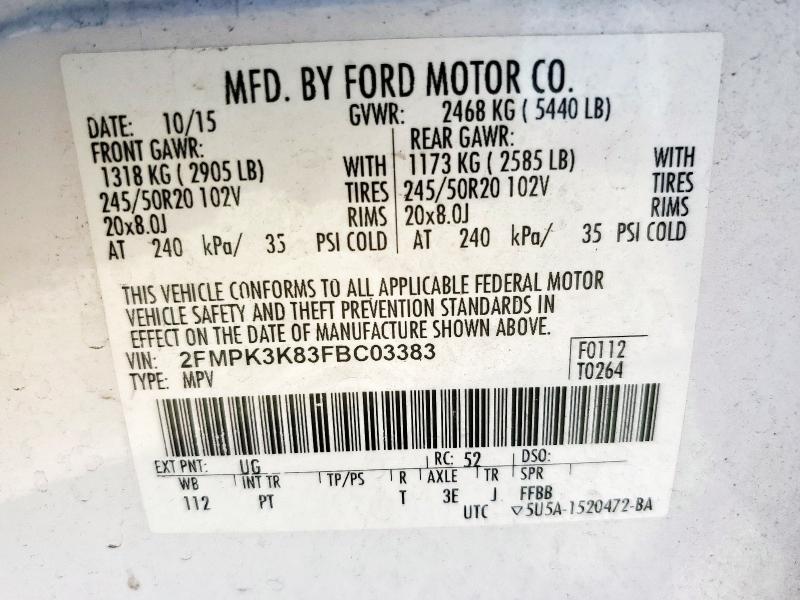 MFD. BY FORD MOTOR CO.
DATE: 10/15 GVWR: 2468 KG ( 5440 LB)
FRONT GAWR: REAR GAWR:
1318 KG ( 2905 LB) WITH 1173 KG ( 2585 LB) WITH
245/50R20 102V TIRES 245/50R20 102V TIRES
20x8.0J RIMS 20x8.0J RIMS
AT 240 kPa/ 35 PSI COLD AT 240 kPa/ 35 PSI COLD
THIS VEHICLE CONFORMS TO ALL APPLICABLE FEDERAL MOTOR
VEHICLE SAFETY AND THEFT PREVENTION STANDARDS IN
EFFECT ON THE DATE OF MANUFACTURE SHOWN ABOVE.
VIN: 2FMPK3K83FBC03383 F0112
TYPE: MPV T0264
EXT PNT: UG RC: 52 DSO:
WB INT TR TP/PS R AXLE TR SPR
112 PT T 3E J FFBB
UTC ▽5U5A-1520472-BA